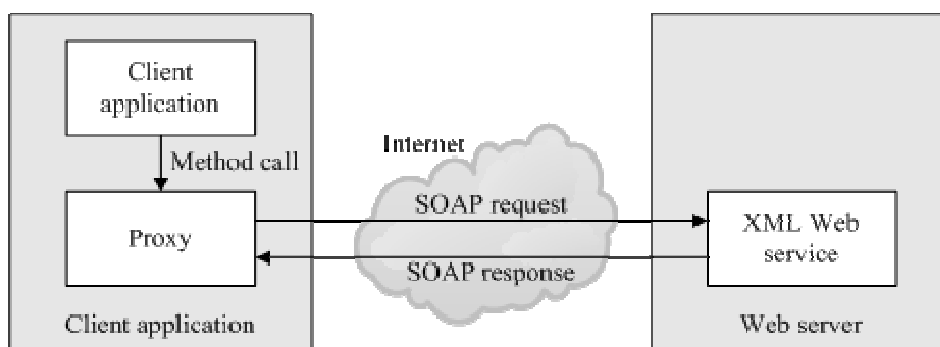 Client
application
Method call
Proxy
Client application
Internet
SOAP request
SOAP response
XML Web
service
Web server